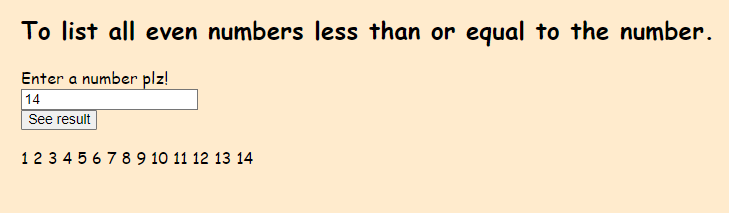 To list all even numbers less than or equal to the number.
Enter a number plz!
14
See result
1 2 3 4 5 6 7 8 9 10 11 12 13 14